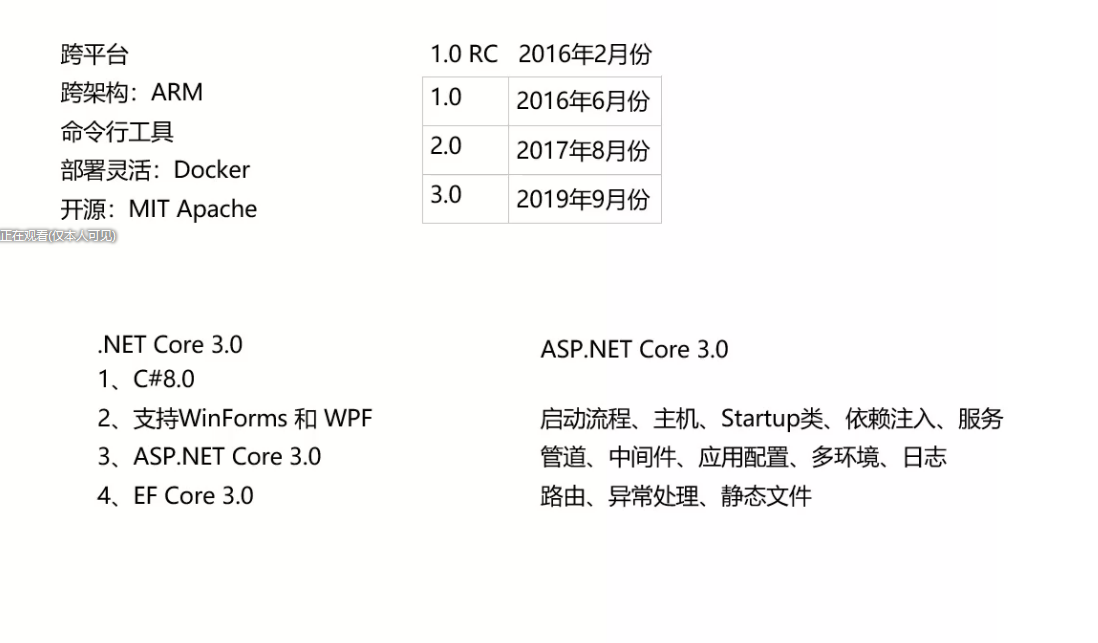 跨平台
跨架构：ARM
命令行工具
部署灵活：Docker
开源：MIT Apache
正在观看(仅本人可见)
1.0 RC 2016年2月份
1.0 2016年6月份
2.0 2017年8月份
3.0 2019年9月份
.NET Core 3.0
1、C#8.0
2、支持WinForms 和 WPF
3、ASP.NET Core 3.0
4、EF Core 3.0
ASP.NET Core 3.0
启动流程、主机、Startup类、依赖注入、服务
管道、中间件、应用配置、多环境、日志
路由、异常处理、静态文件